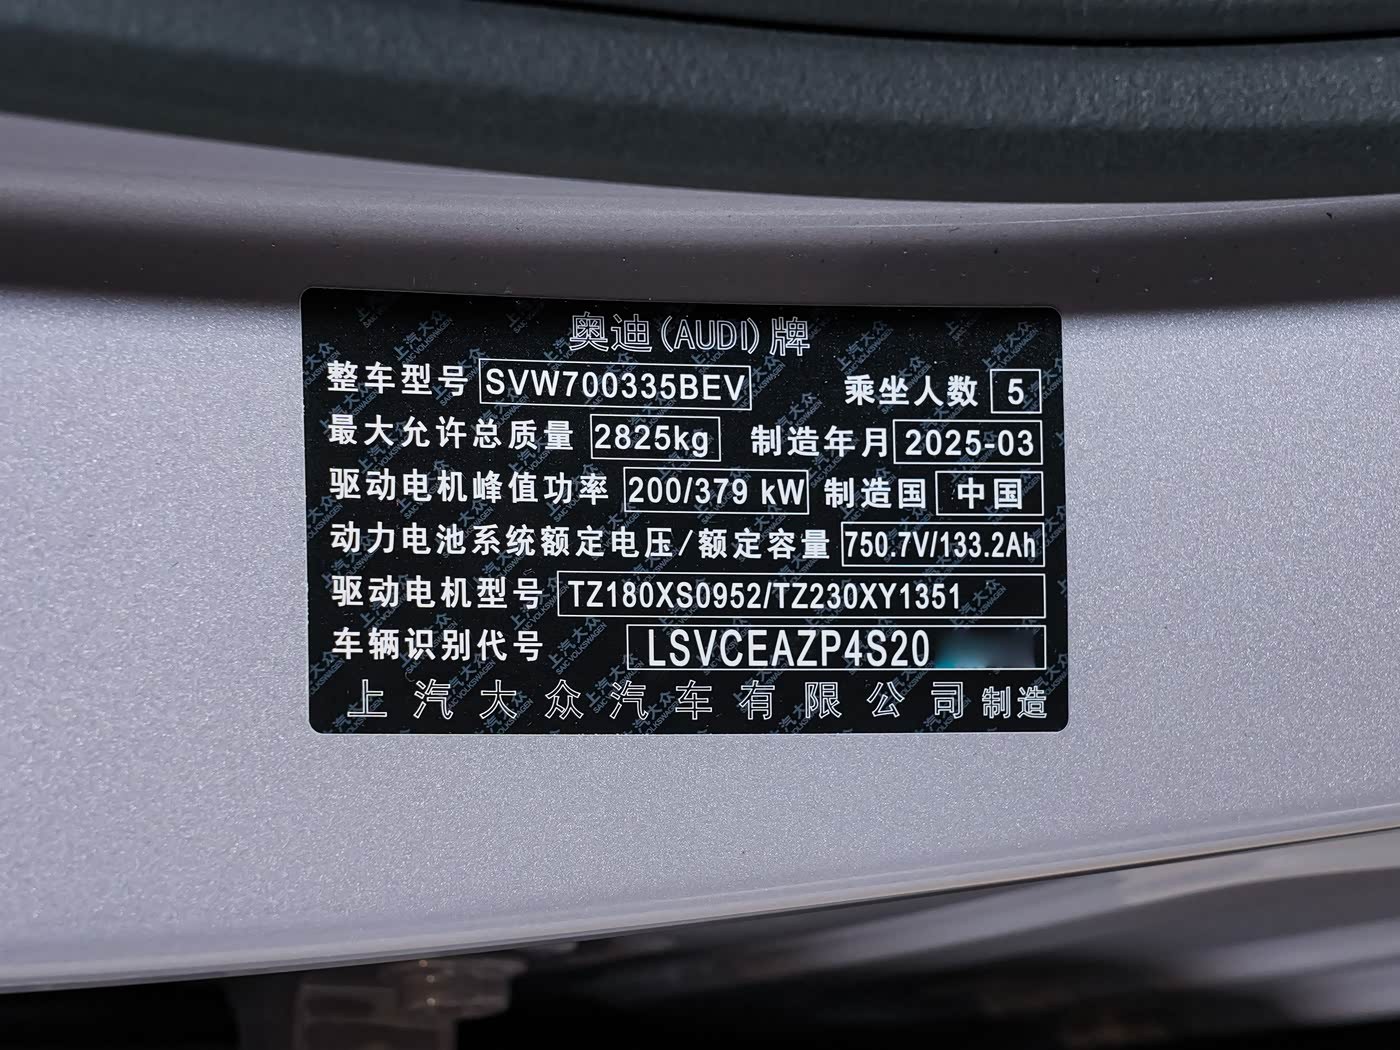 奥迪(AUDI)牌
整车型号 SVW700335BEV 乘坐人数 5
最大允许总质量 2825kg 制造年月 2025-03
驱动电机峰值功率 200/379 kW 制造国 中国
动力电池系统额定电压/额定容量 750.7V/133.2Ah
驱动电机型号 TZ180XS0952/TZ230XY1351
车辆识别代号 LSVCEAZP4S20
上汽大众汽车有限公司制造